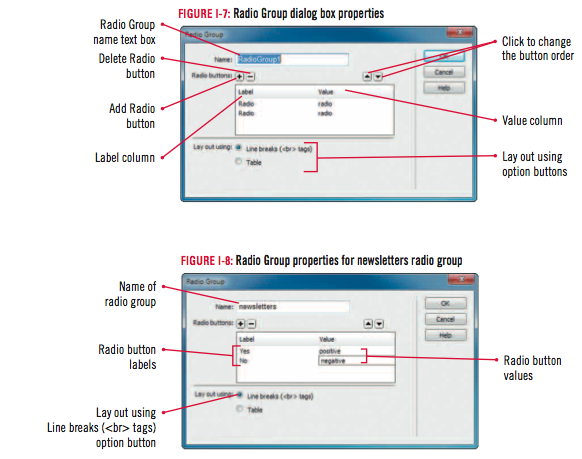 FIGURE I-7: Radio Group dialog box properties
Radio Group
name text box
Delete Radio
button
Add Radio
button
Label column
Radio Group
Name: RadioGroup1
Radio buttons:
Label Value
Radio radio
Radio radio
Lay out using: Line breaks (<br> tags)
Table
OK
Cancel
Help
Click to change
the button order
Value column
Lay out using
option buttons
FIGURE I-8: Radio Group properties for newsletters radio group
Name of
radio group
Radio button
labels
Lay out using
Line breaks (<br> tags)
option button
Radio Group
Name: newsletters
Radio buttons:
Label Value
Yes positive
No negative
Lay out using: Line breaks (<br> tags)
Table
OK
Cancel
Help
Radio button
values